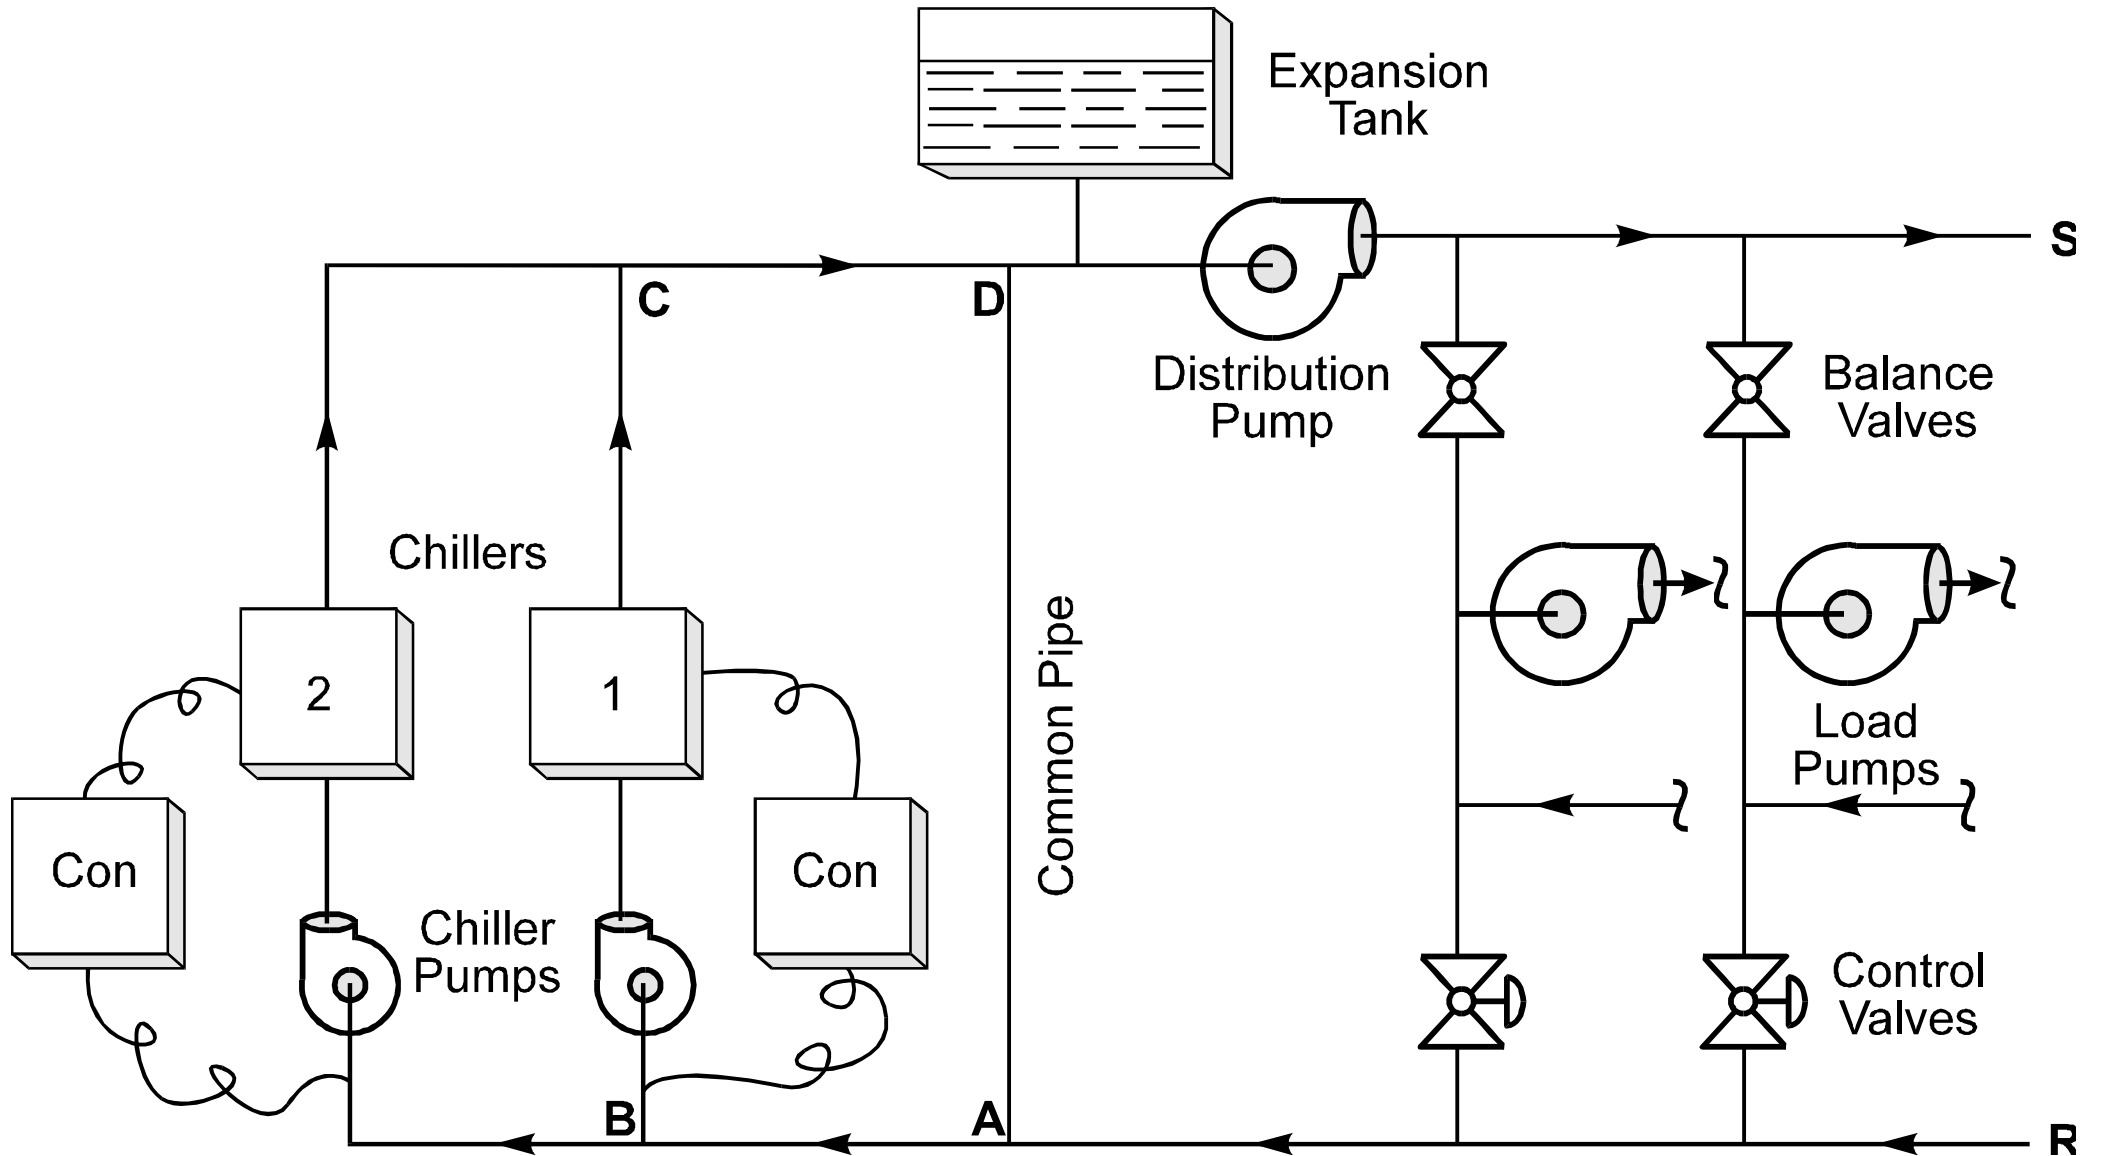 Expansion
Tank
S
C
D
Distribution
Pump
Balance
Valves
Chillers
Common Pipe
2
1
Load
Pumps
Con
Con
Chiller
Pumps
Control
Valves
B
A
R